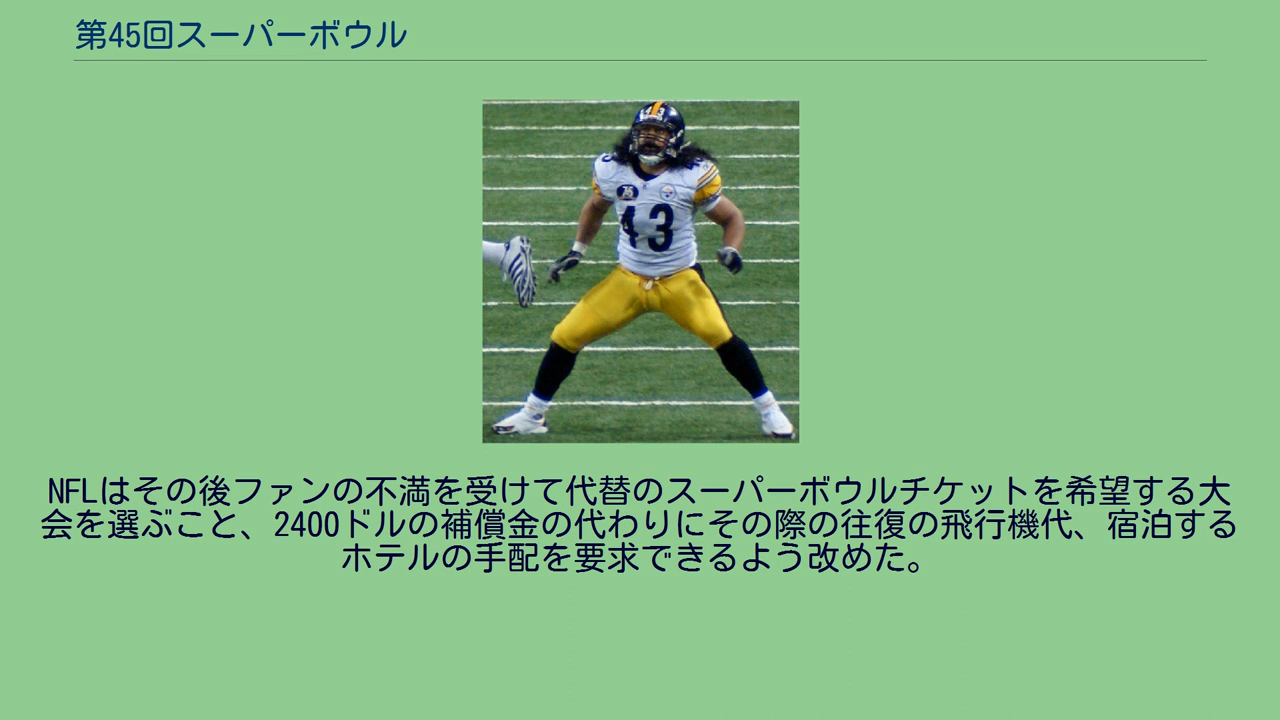 第45回スーパーボウル
43
NFLはその後ファンの不満を受けて代替のスーパーボウルチケットを希望する大
会を選ぶこと、2400ドルの補償金の代わりにその際の往復の飛行機代、宿泊する
ホテルの手配を要求できるよう改めた。